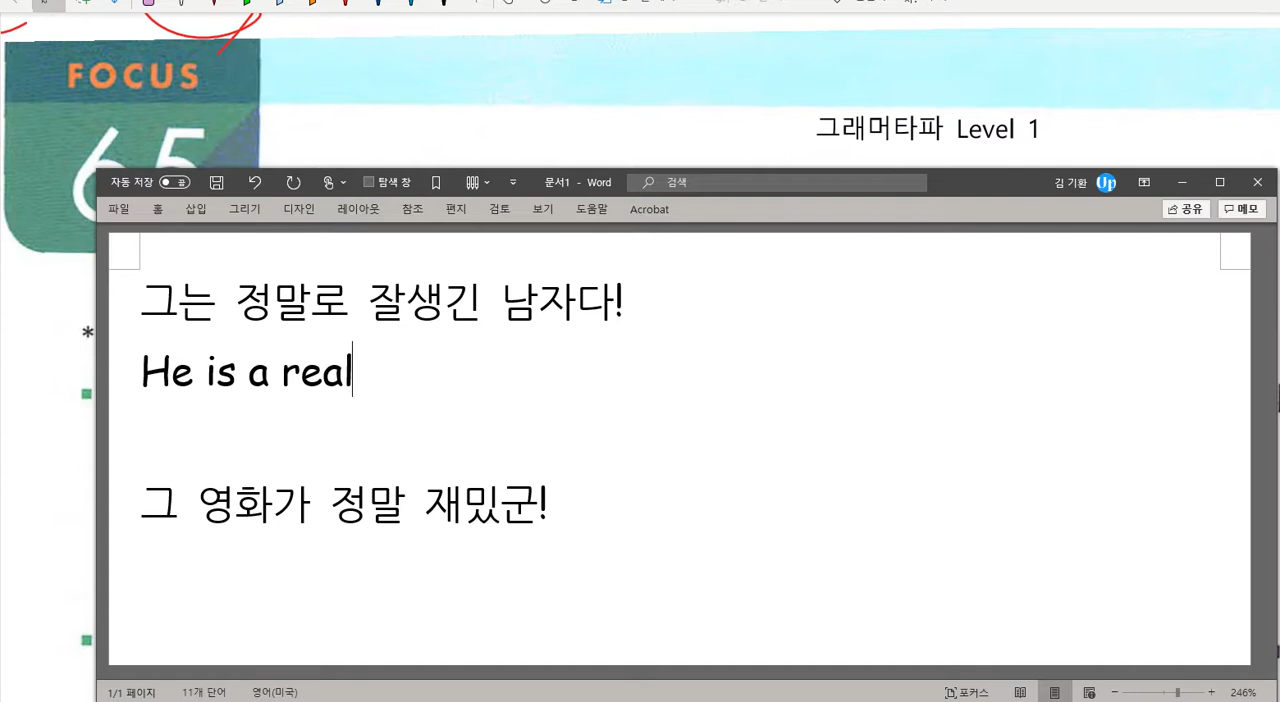 FOCUS
65
그래머타파 Level 1
자동 저장 끔 탐색 창 문서1 - Word 검색 김 기환 Up
파일 홈 삽입 그리기 디자인 레이아웃 참조 편지 검토 보기 도움말 Acrobat 공유 메모
그는 정말로 잘생긴 남자다!
*
He is a real
그 영화가 정말 재밌군!
1/1 페이지 11개 단어 영어(미국) 포커스 246%